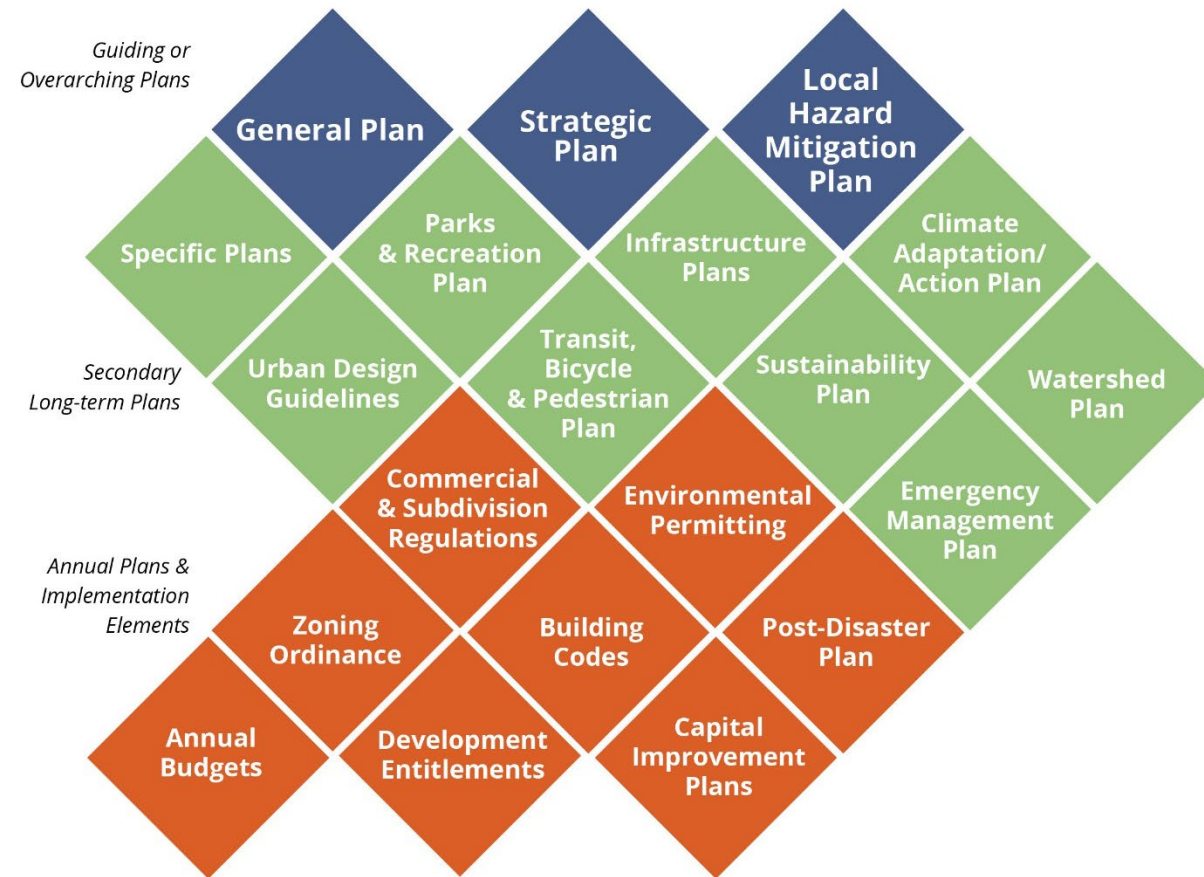 Guiding or
Overarching Plans
General Plan
Strategic
Plan
Local
Hazard
Mitigation
Plan
Specific Plans
Parks
& Recreation
Plan
Infrastructure
Plans
Climate
Adaptation/
Action Plan
Secondary
Long-term Plans
Urban Design
Guidelines
Transit,
Bicycle
& Pedestrian
Plan
Sustainability
Plan
Watershed
Plan
Commercial
& Subdivision
Regulations
Environmental
Permitting
Emergency
Management
Plan
Annual Plans &
Implementation
Elements
Zoning
Ordinance
Building
Codes
Post-Disaster
Plan
Annual
Budgets
Development
Entitlements
Capital
Improvement
Plans